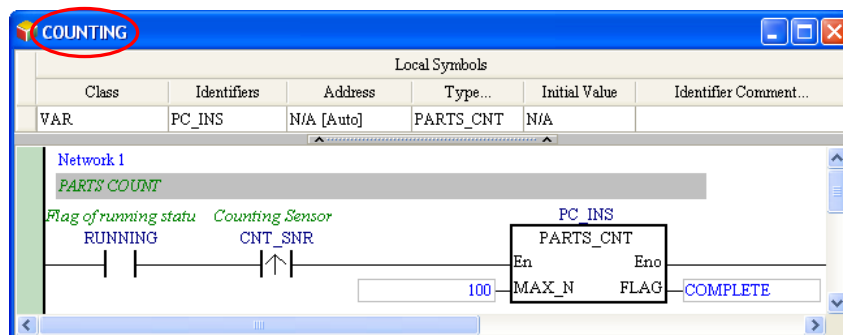 COUNTING
Local Symbols
Class Identifiers Address Type... Initial Value Identifier Comment...
VAR PC_INS N/A [Auto] PARTS_CNT N/A
Network 1
PARTS COUNT
Flag of running statu Counting Sensor PC_INS
RUNNING CNT_SNR PARTS_CNT
En Eno
100 MAX_N FLAG COMPLETE